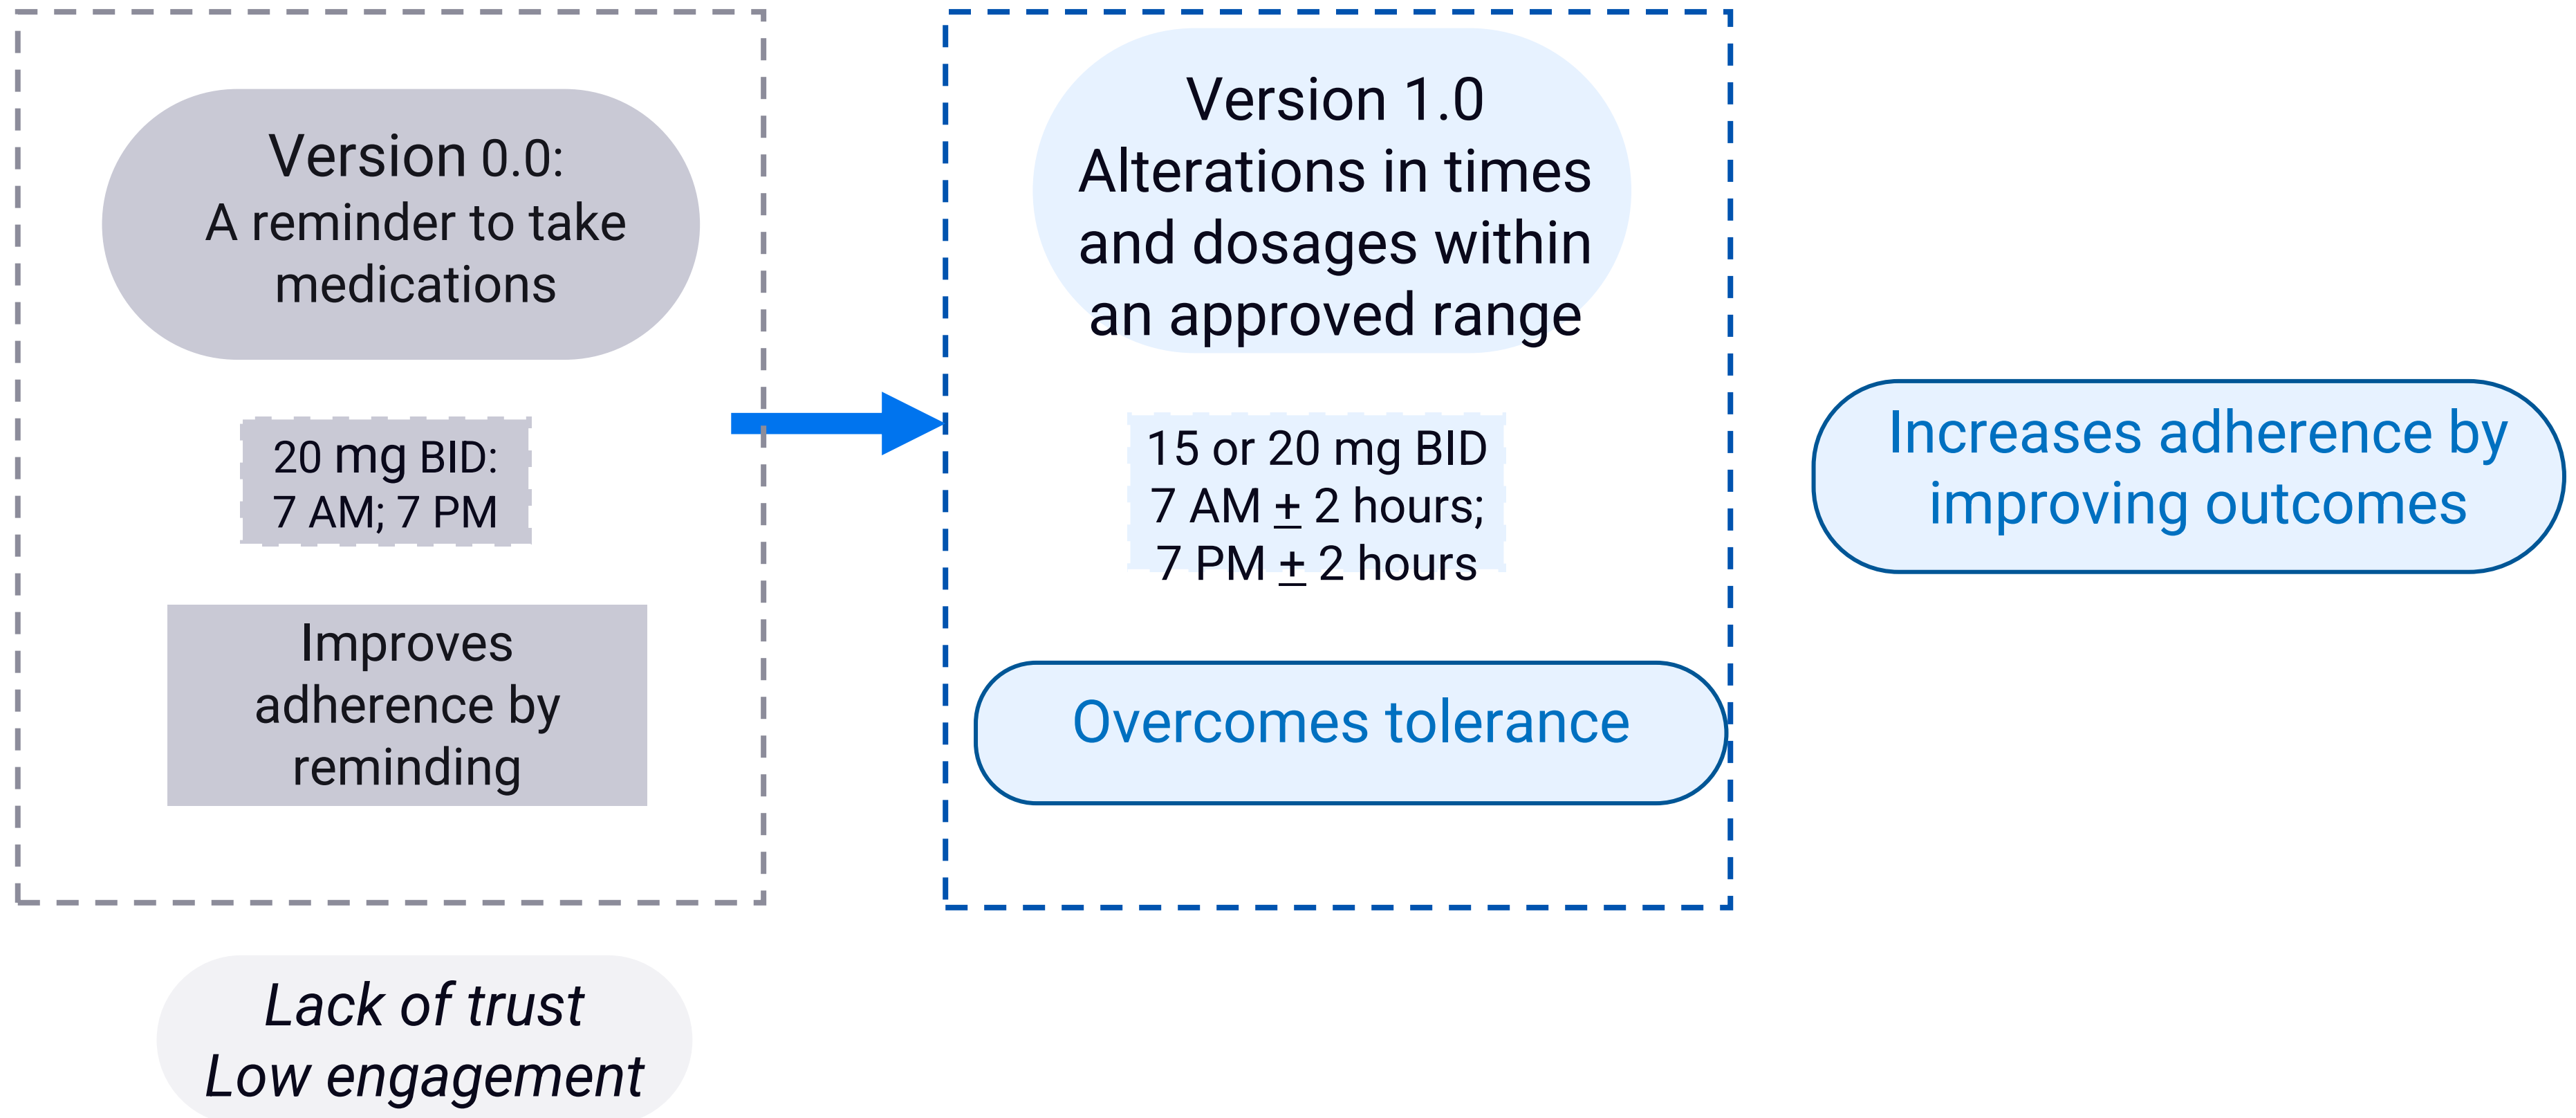 Version 0.0:
A reminder to take
medications
20 mg BID:
7 AM; 7 PM
Improves
adherence by
reminding
Lack of trust
Low engagement
Version 1.0
Alterations in times
and dosages within
an approved range
15 or 20 mg BID
7 AM ± 2 hours;
7 PM ± 2 hours
Overcomes tolerance
Increases adherence by
improving outcomes